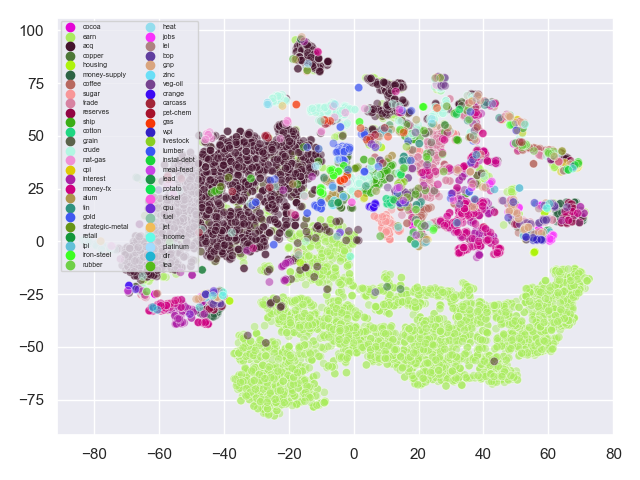 100
75
50
25
0
−25
−50
−75
−80
−60
−40
−20
0
20
40
60
80
cocoa
earn
acq
copper
housing
money-supply
coffee
sugar
trade
reserves
ship
cotton
grain
crude
nat-gas
cpi
interest
money-fx
alum
tin
gold
strategic-metal
retail
ipi
iron-steel
rubber
heat
jobs
lei
bop
gnp
zinc
veg-oil
orange
carcass
pet-chem
gas
wpi
livestock
lumber
instal-debt
meal-feed
lead
potato
nickel
cpu
fuel
jet
income
platinum
dlr
tea